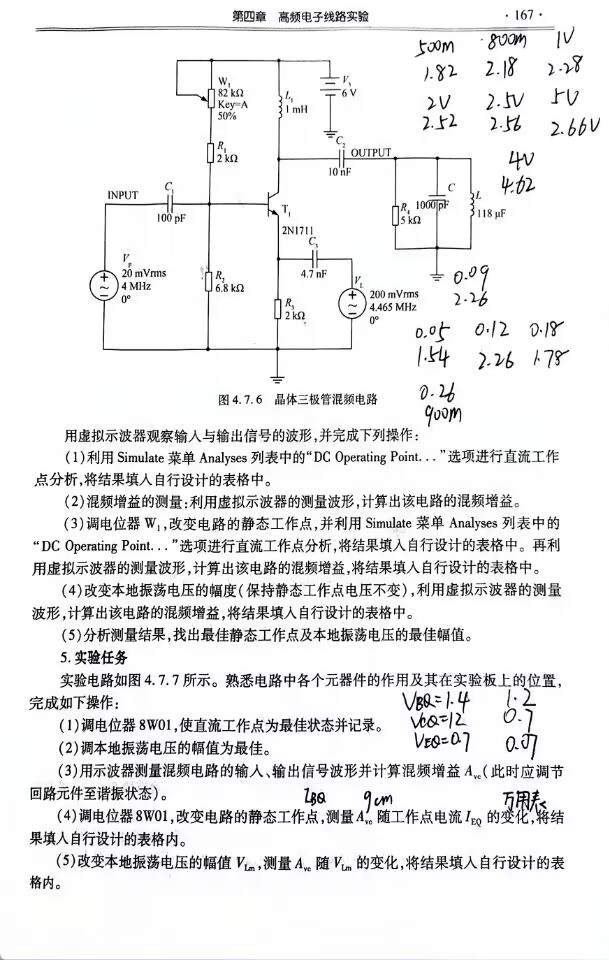 第四章 高频电子线路实验 · 167 ·
500m 800m 1V
1.82 2.18 2.28
2V 2.5V 5V
2.52 2.56 2.66V
4V
4.62
W₁
82 kΩ
Key=A
50%
L₁
1 mH
V₃
6 V
R₁
2 kΩ
C₂
10 nF
OUTPUT
INPUT
C₁
100 pF
T₁
2N1711
R₄
5 kΩ
C
1000 pF
L
118 μF
C₃
4.7 nF
20 mVrms
4 MHz
0°
R₂
6.8 kΩ
R₃
2 kΩ
V_L
200 mVrms
4.465 MHz
0°
0.09
2.26
0.05 0.12 0.18
1.54 2.26 1.78
0.26
900m
图 4.7.6 晶体三极管混频电路
用虚拟示波器观察输入与输出信号的波形,并完成下列操作:
(1)利用 Simulate 菜单 Analyses 列表中的“DC Operating Point...”选项进行直流工作
点分析,将结果填入自行设计的表格中。
(2)混频增益的测量:利用虚拟示波器的测量波形,计算出该电路的混频增益。
(3)调电位器 W₁,改变电路的静态工作点,并利用 Simulate 菜单 Analyses 列表中的
“DC Operating Point...”选项进行直流工作点分析,将结果填入自行设计的表格中。再利
用虚拟示波器的测量波形,计算出该电路的混频增益,将结果填入自行设计的表格中。
(4)改变本地振荡电压的幅度(保持静态工作点电压不变),利用虚拟示波器的测量
波形,计算出该电路的混频增益,将结果填入自行设计的表格中。
(5)分析测量结果,找出最佳静态工作点及本地振荡电压的最佳幅值。
5. 实验任务
实验电路如图 4.7.7 所示。熟悉电路中各个元器件的作用及其在实验板上的位置,
完成如下操作:
V_BQ=1.4 1.2
(1)调电位器 8W01,使直流工作点为最佳状态并记录。
V_CQ=12 0.7
(2)调本地振荡电压的幅值为最佳。
V_EQ=0.7 0.07
(3)用示波器测量混频电路的输入、输出信号波形并计算混频增益 A_vc(此时应调节
回路元件至谐振状态)。
I_BQ 9cm 万用表
(4)调电位器 8W01,改变电路的静态工作点,测量 A_vc 随工作点电流 I_EQ 的变化,将结
果填入自行设计的表格内。
(5)改变本地振荡电压的幅值 V_Lm,测量 A_vc 随 V_Lm 的变化,将结果填入自行设计的表
格内。